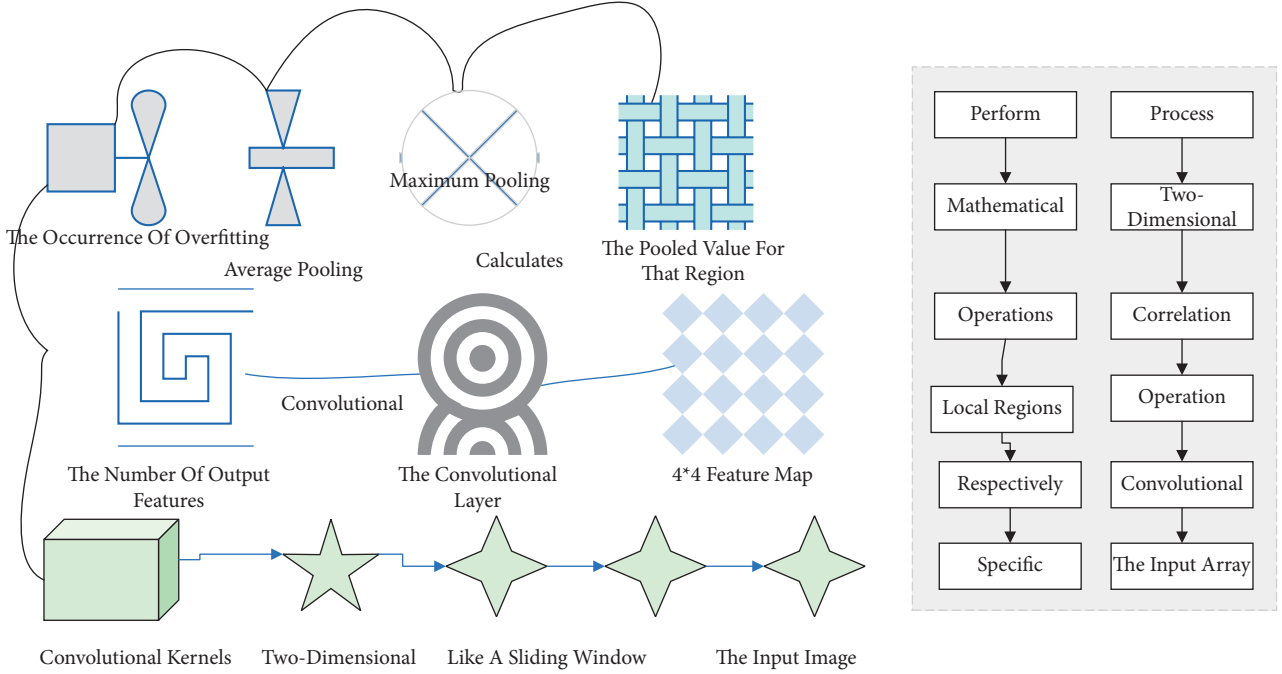 The Occurrence Of Overfitting
Average Pooling
Maximum Pooling
Calculates
The Pooled Value For
That Region
Convolutional
The Number Of Output
Features
The Convolutional
Layer
4*4 Feature Map
Convolutional Kernels
Two-Dimensional
Like A Sliding Window
The Input Image
Perform
Mathematical
Operations
Local Regions
Respectively
Specific
Process
Two-
Dimensional
Correlation
Operation
Convolutional
The Input Array